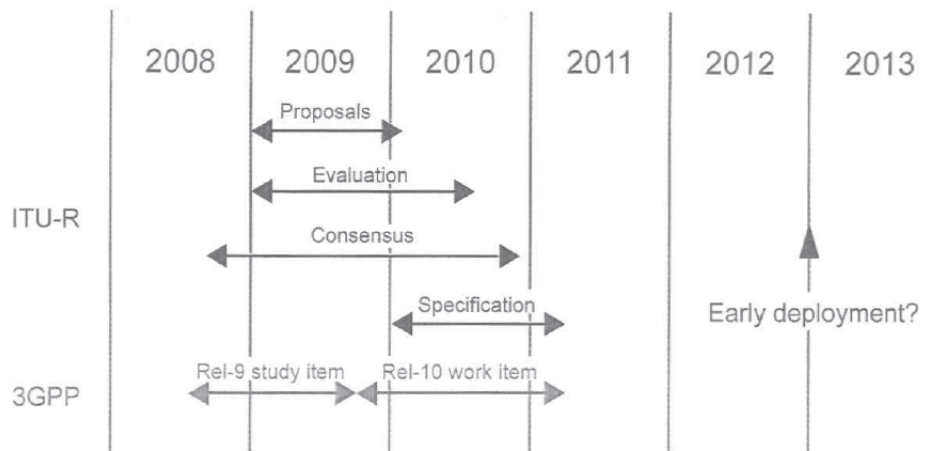 2008 2009 2010 2011 2012 2013
Proposals
Evaluation
ITU-R
Consensus
Specification
Early deployment?
Rel-9 study item Rel-10 work item
3GPP